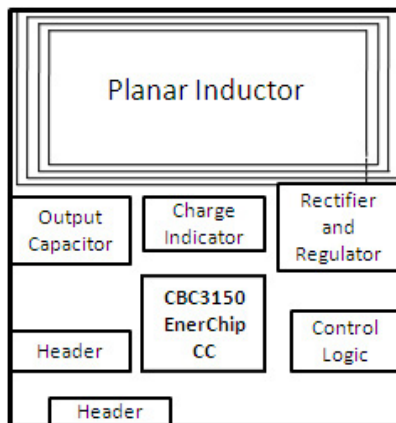 Planar Inductor
Output
Capacitor
Charge
Indicator
Rectifier
and
Regulator
CBC3150
EnerChip
CC
Header
Control
Logic
Header